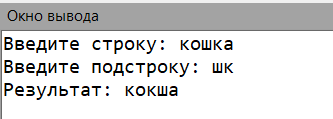 Окно вывода
Введите строку: кошка
Введите подстроку: шк
Результат: кокша